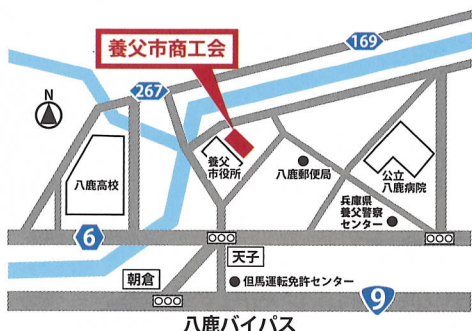 養父市商工会
169
267
N
八鹿高校
養父
市役所
八鹿郵便局
公立
八鹿病院
兵庫県
養父警察
センター
6
天子
朝倉
但馬運転免許センター
9
八鹿バイパス